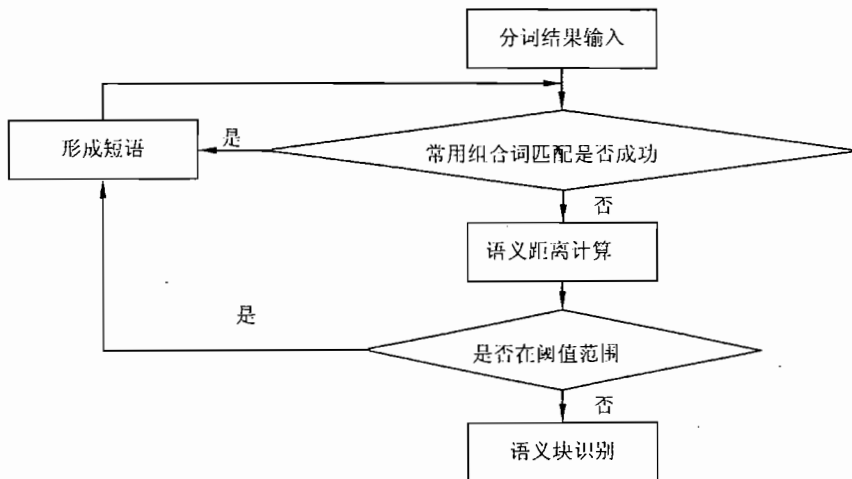 分词结果输入
形成短语
是
常用组合词匹配是否成功
否
语义距离计算
是
是否在阈值范围
否
语义块识别